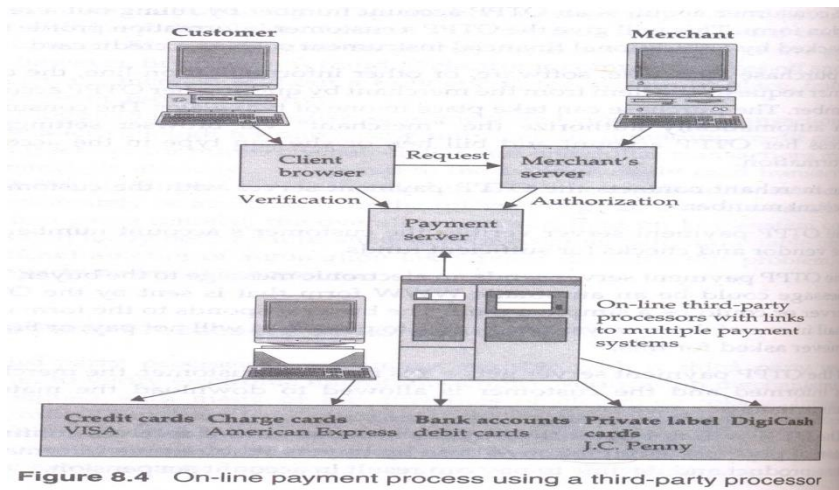 Customer
Merchant
Client browser
Request
Merchant's server
Verification
Authorization
Payment server
On-line third-party
processors with links
to multiple payment
systems
Credit cards Charge cards Bank accounts Private label DigiCash
VISA American Express debit cards cards
J.C. Penny
Figure 8.4 On-line payment process using a third-party processor